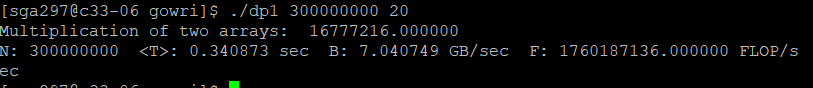 [sga297@c33-06 gowri]$ ./dp1 300000000 20
Multiplication of two arrays:  16777216.000000
N: 300000000  <T>: 0.340873 sec  B: 7.040749 GB/sec  F: 1760187136.000000 FLOP/s
ec